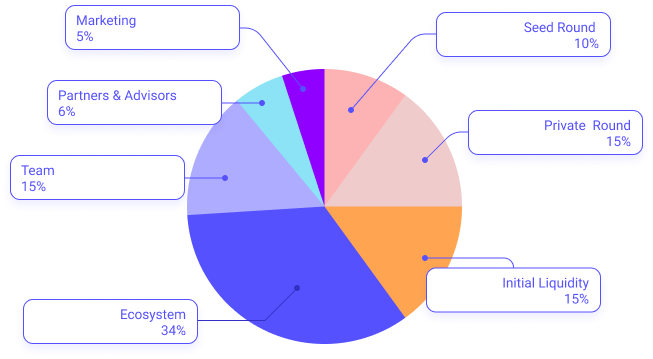 Marketing
5%
Seed Round
10%
Partners & Advisors
6%
Private Round
15%
Team
15%
Initial Liquidity
15%
Ecosystem
34%